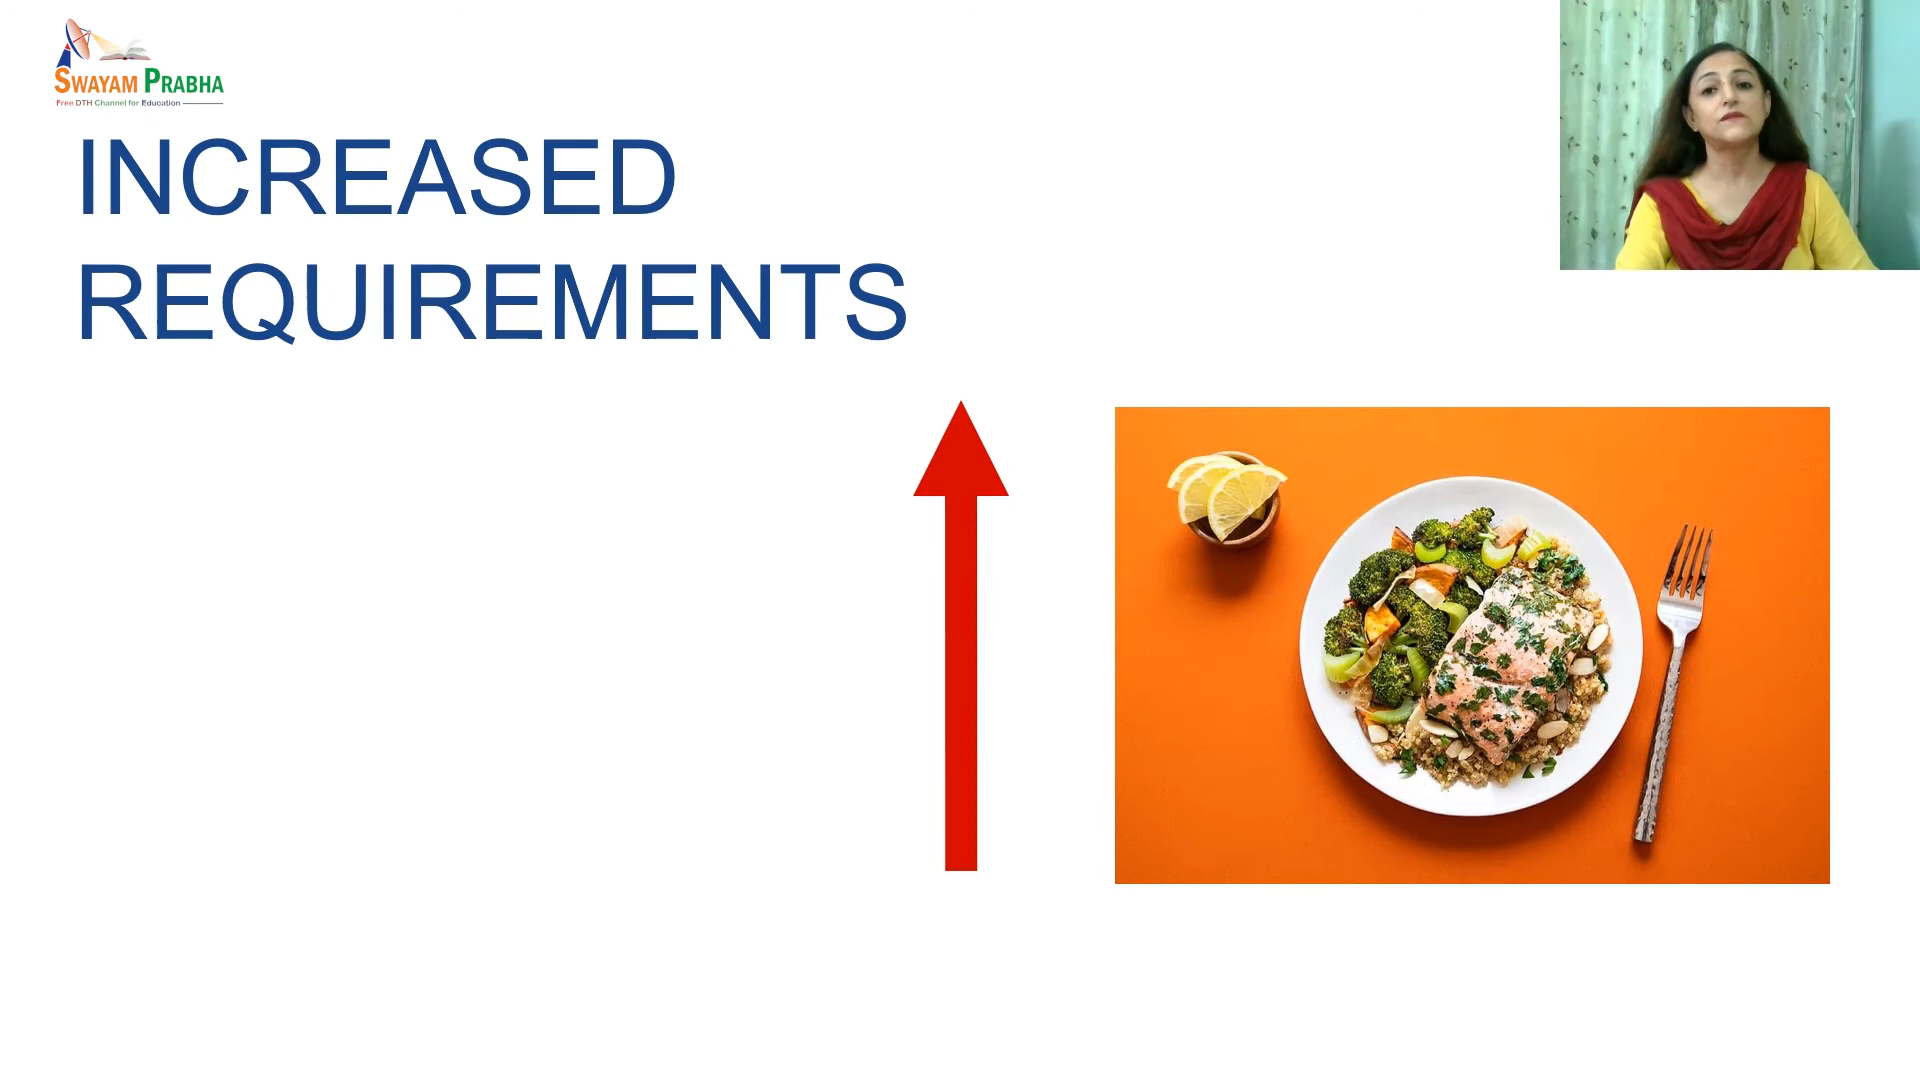 SWAYAM PRABHA
Free DTH Channel for Education
INCREASED
REQUIREMENTS